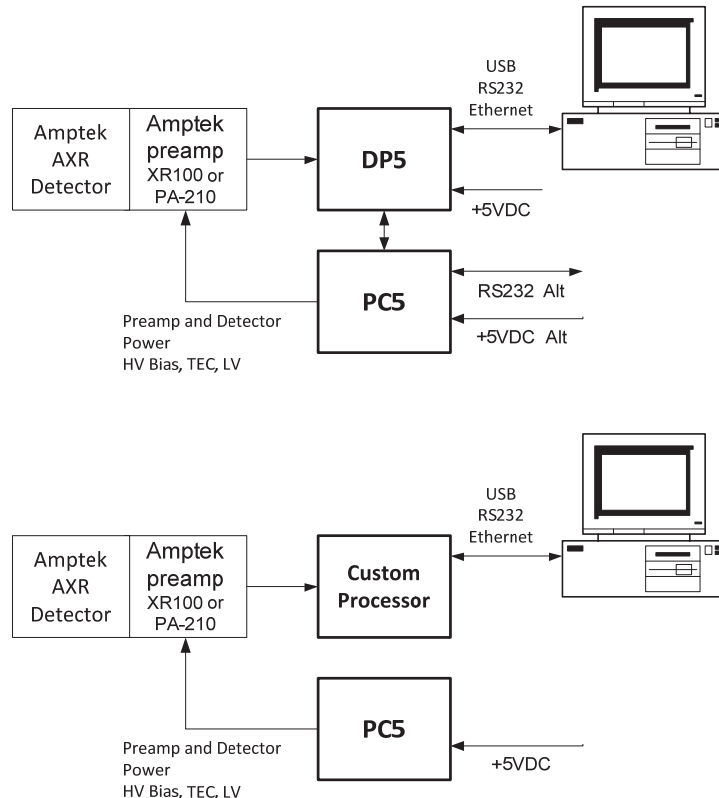 USB
RS232
Ethernet
Amptek
AXR
Detector
Amptek
preamp
XR100 or
PA-210
DP5
+5VDC
PC5
RS232 Alt
+5VDC Alt
Preamp and Detector
Power
HV Bias, TEC, LV
USB
RS232
Ethernet
Amptek
AXR
Detector
Amptek
preamp
XR100 or
PA-210
Custom
Processor
PC5
+5VDC
Preamp and Detector
Power
HV Bias, TEC, LV